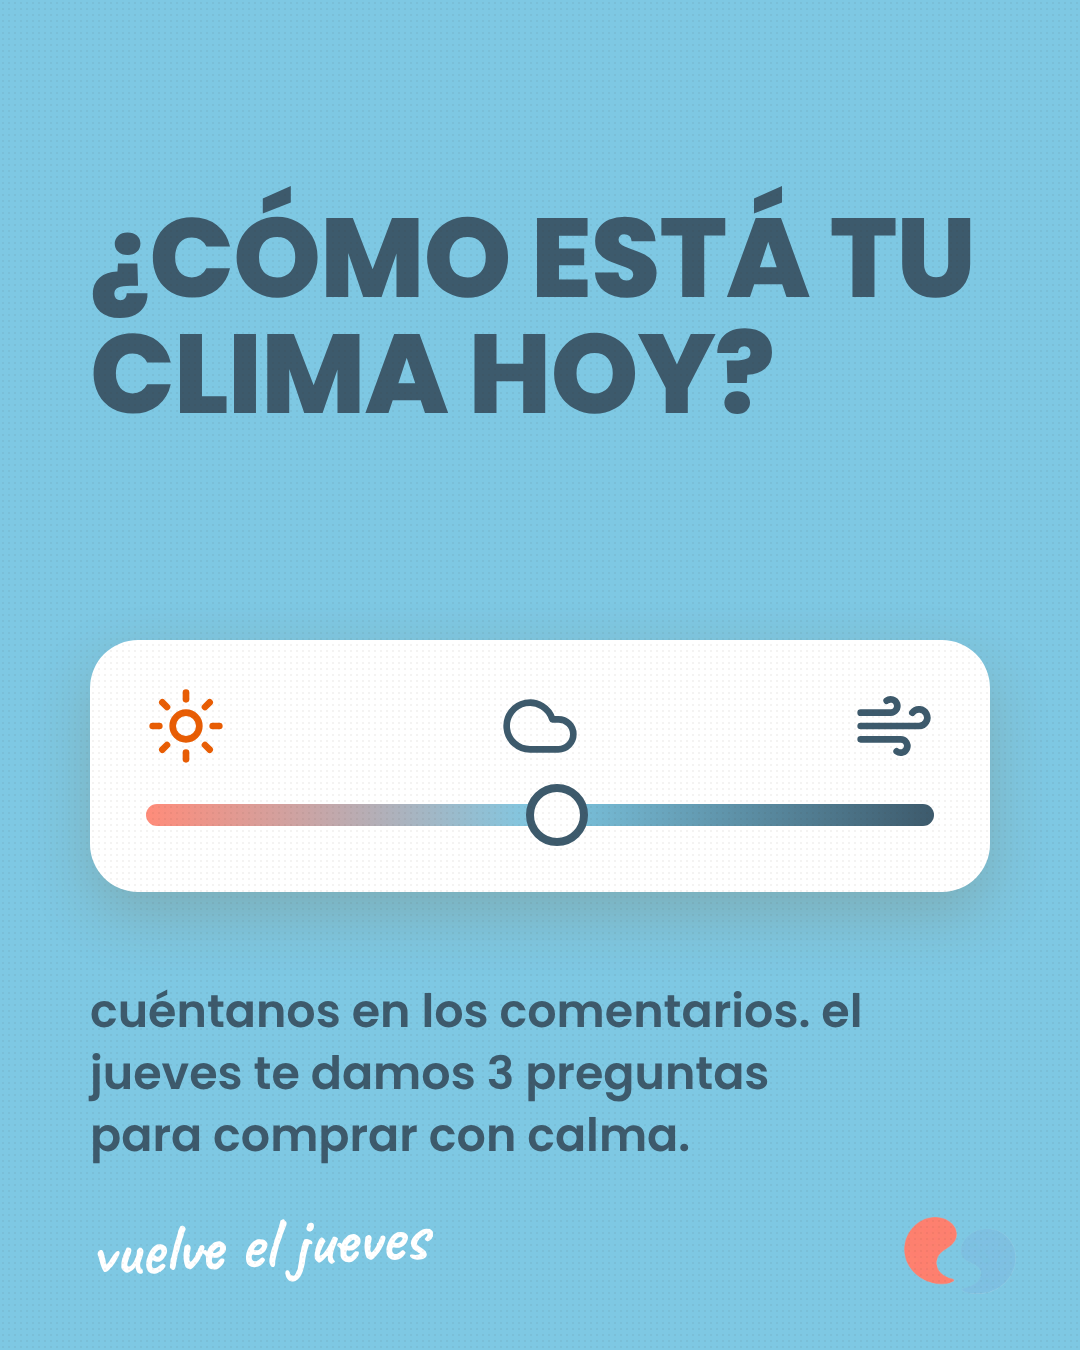 ¿CÓMO ESTÁ TU
CLIMA HOY?
cuéntanos en los comentarios. el
jueves te damos 3 preguntas
para comprar con calma.
vuelve el jueves